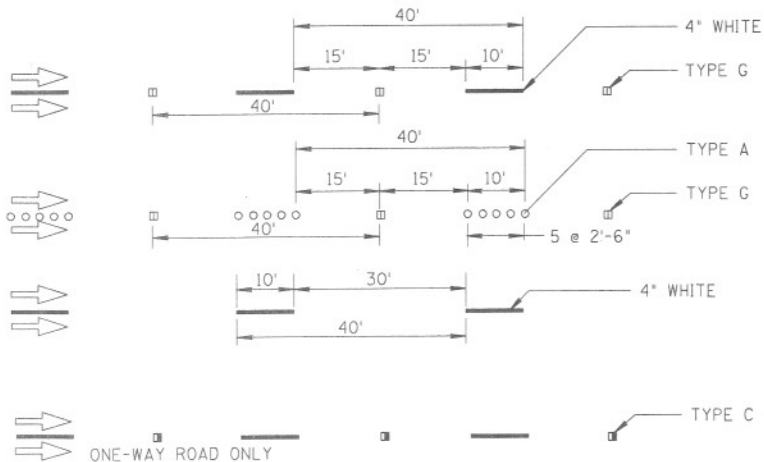 40'
4" WHITE
15' 15' 10'
TYPE G
40'
40'
TYPE A
15' 15' 10'
TYPE G
40'
5 @ 2'-6"
10' 30'
4" WHITE
40'
TYPE C
ONE-WAY ROAD ONLY